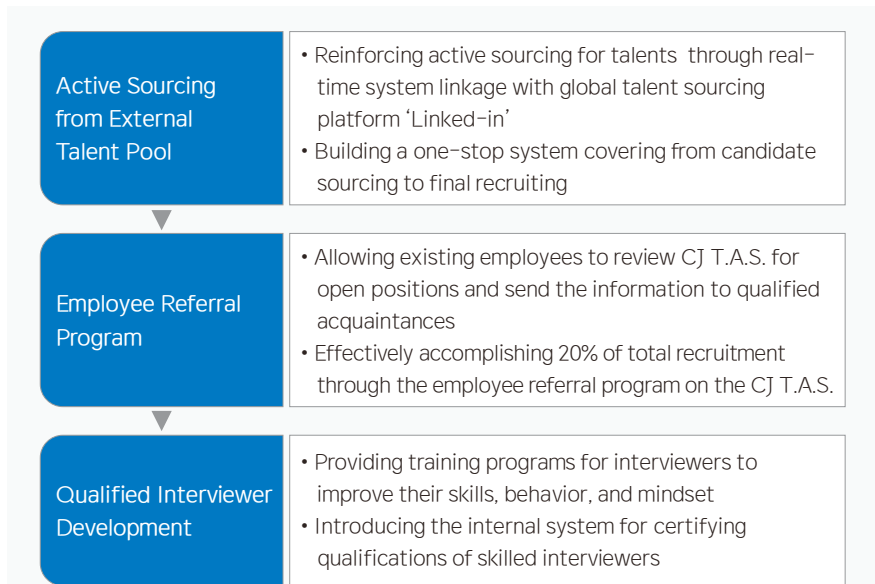 Active Sourcing
from External
Talent Pool
• Reinforcing active sourcing for talents through real-
time system linkage with global talent sourcing
platform ‘Linked-in’
• Building a one-stop system covering from candidate
sourcing to final recruiting
Employee Referral
Program
• Allowing existing employees to review CJ T.A.S. for
open positions and send the information to qualified
acquaintances
• Effectively accomplishing 20% of total recruitment
through the employee referral program on the CJ T.A.S.
Qualified Interviewer
Development
• Providing training programs for interviewers to
improve their skills, behavior, and mindset
• Introducing the internal system for certifying
qualifications of skilled interviewers